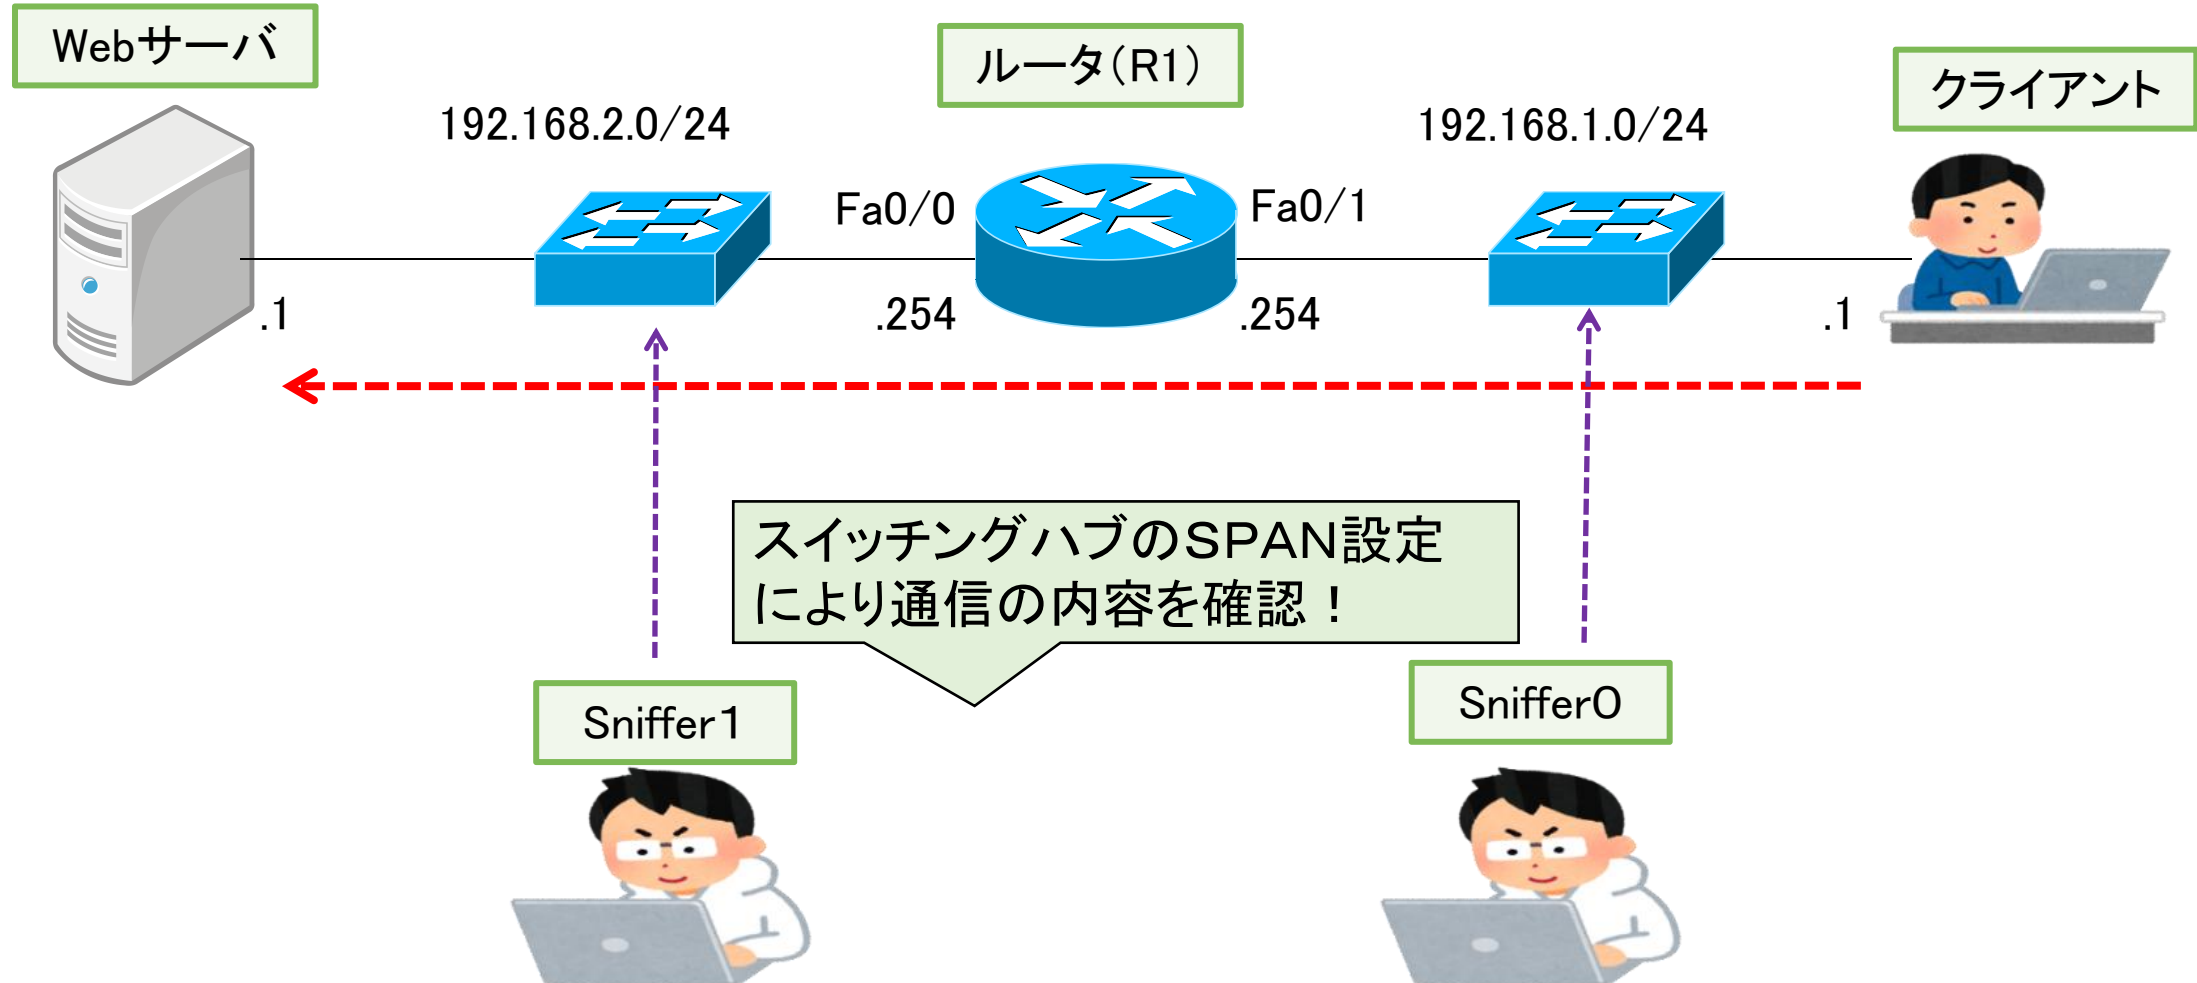 Webサーバ
ルータ(R1)
クライアント
192.168.2.0/24
192.168.1.0/24
Fa0/0
Fa0/1
.1
.254
.254
.1
スイッチングハブのSPAN設定
により通信の内容を確認！
Sniffer1
Sniffer0